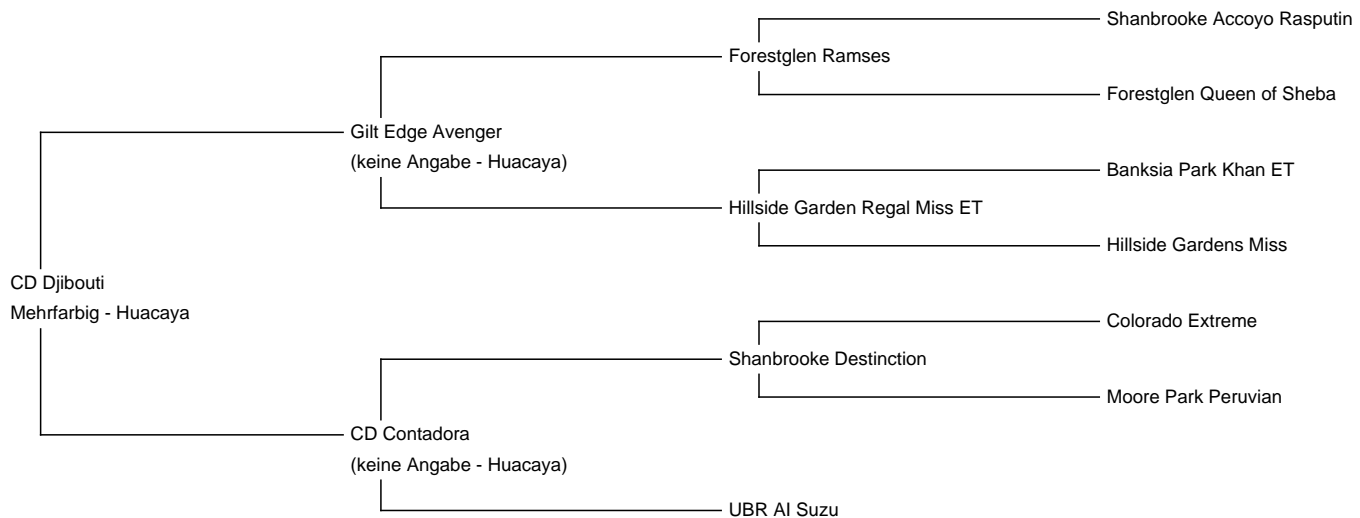 Shanbrooke Accoyo Rasputin
Forestglen Ramses
Forestglen Queen of Sheba
Gilt Edge Avenger
(keine Angabe - Huacaya)
Banksia Park Khan ET
Hillside Garden Regal Miss ET
Hillside Gardens Miss
CD Djibouti
Mehrfarbig - Huacaya
Colorado Extreme
Shanbrooke Destinction
Moore Park Peruvian
CD Contadora
(keine Angabe - Huacaya)
UBR AI Suzu